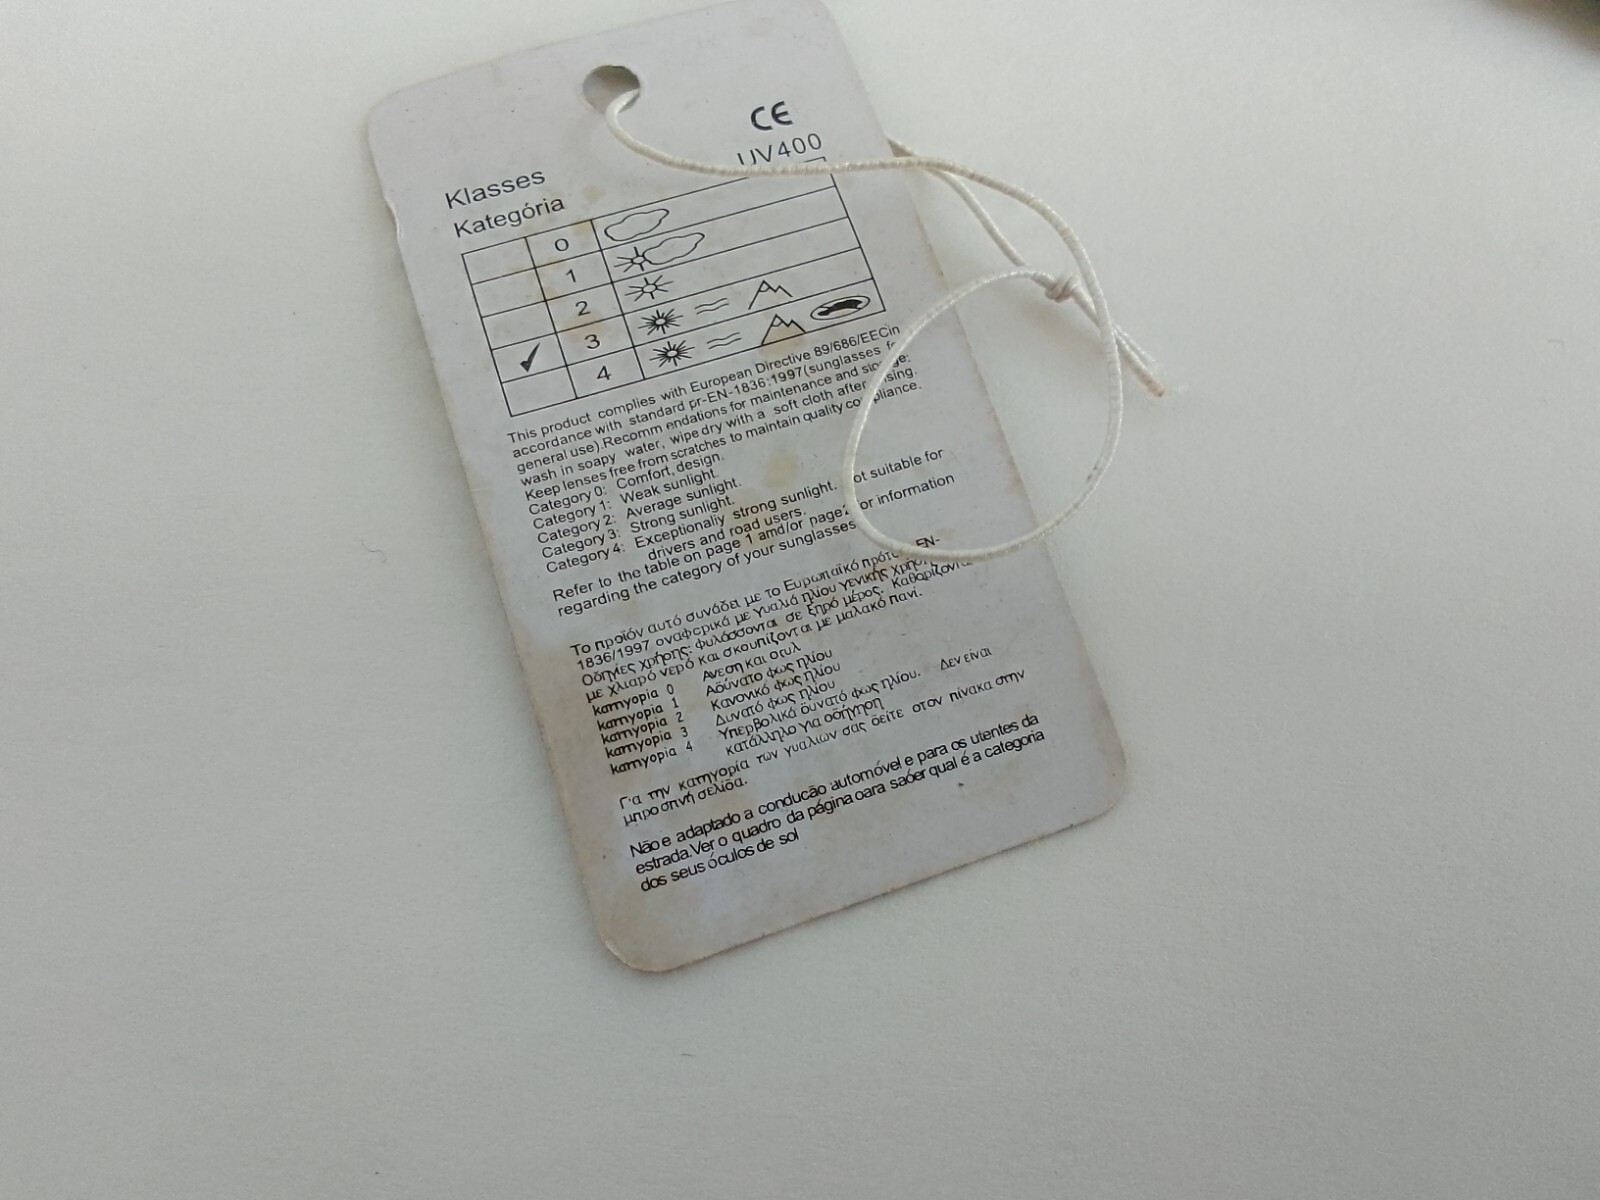 CE
UV400
Klasses
Kategória
0
1
2
3
4
This product complies with European Directive 89/686/EECin
accordance with standard pr-EN-1836:1997(sunglasses
general use).Recomm endations for maintenance and
wash in soapy water, wipe dry with a soft cloth after
Keep lenses free from scratches to maintain quality
Category 0: Comfort, design.
Category 1: Weak sunlight.
Category 2: Average sunlight.
Category 3: Strong sunlight.
Category 4: Exceptionally strong sunlight. suitable for
drivers and road users.
Refer to the table on page 1 amd/or page2 for information
regarding the category of your sunglasses
Το προϊόν αυτό συνάδει με το Ευρωπαϊκό EN-
1836/1997 οναφερικά με γυαλιά ηλίου γενικής
Οδηγίες χρήσης: φυλάσσονται σε ξηρό μέρος.
με χλιαρό νερό και σκουπίζονται με μαλακό πανί.
κατηγορία 0 Ανεση και στυλ
κατηγορία 1 Αδύνατο φως ηλίου
κατηγορία 2 Κανονικό φως ηλίου
κατηγορία 3 Δυνατό φως ηλίου
κατηγορία 4 Υπερβολικά δυνατό φως ηλίου. Δεν είναι
κατάλληλο για οδήγηση
Για την κατηγορία των γυαλιων σας δείτε στον πίνακα στην
μπροσπνή σελίδα.
Não e adaptado a conducão automóvel e para os utentes da
estrada.Ver o quadro da página oara saóer qual é a categoria
dos seus óculos de sol